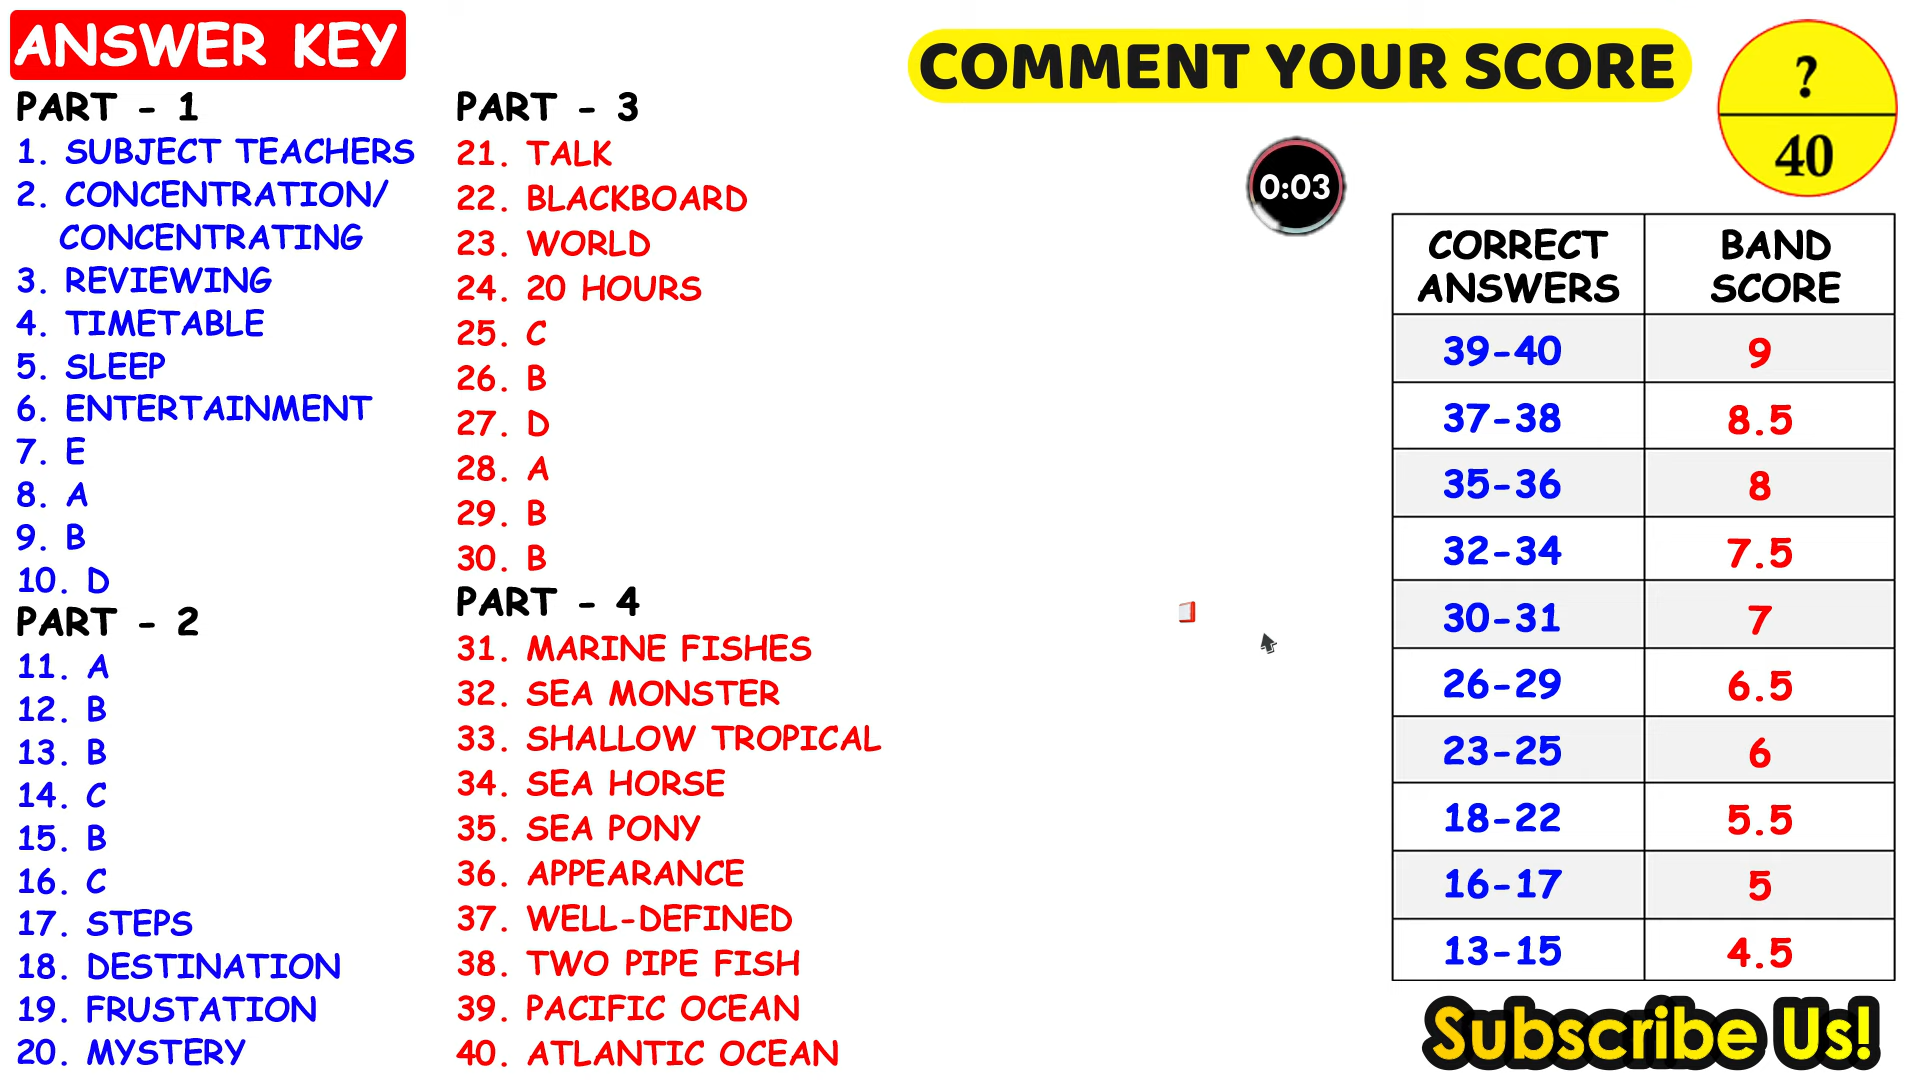 ANSWER KEY
PART - 1
1. SUBJECT TEACHERS
2. CONCENTRATION/
CONCENTRATING
3. REVIEWING
4. TIMETABLE
5. SLEEP
6. ENTERTAINMENT
7. E
8. A
9. B
10. D
PART - 2
11. A
12. B
13. B
14. C
15. B
16. C
17. STEPS
18. DESTINATION
19. FRUSTATION
20. MYSTERY
PART - 3
21. TALK
22. BLACKBOARD
23. WORLD
24. 20 HOURS
25. C
26. B
27. D
28. A
29. B
30. B
PART - 4
31. MARINE FISHES
32. SEA MONSTER
33. SHALLOW TROPICAL
34. SEA HORSE
35. SEA PONY
36. APPEARANCE
37. WELL-DEFINED
38. TWO PIPE FISH
39. PACIFIC OCEAN
40. ATLANTIC OCEAN
COMMENT YOUR SCORE
?
40
0:03
CORRECT ANSWERS BAND SCORE
39-40 9
37-38 8.5
35-36 8
32-34 7.5
30-31 7
26-29 6.5
23-25 6
18-22 5.5
16-17 5
13-15 4.5
Subscribe Us!